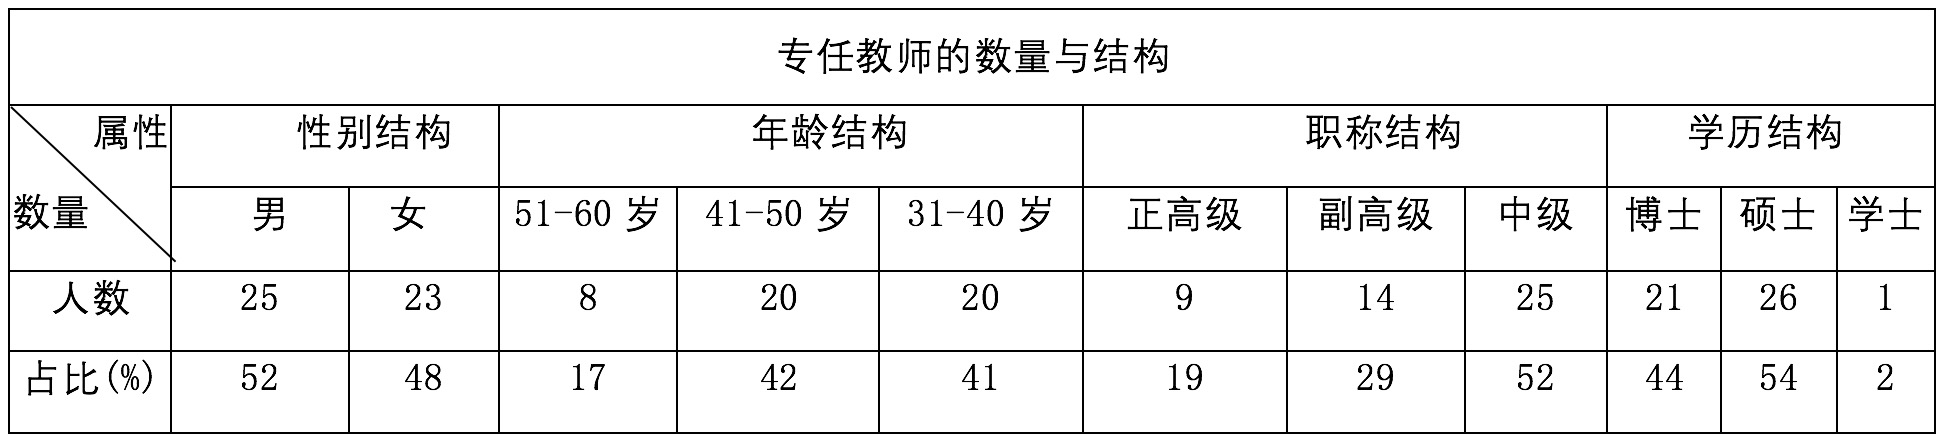 专任教师的数量与结构
属性 性别结构 年龄结构 职称结构 学历结构
数量 男 女 51-60 岁 41-50 岁 31-40 岁 正高级 副高级 中级 博士 硕士 学士
人数 25 23 8 20 20 9 14 25 21 26 1
占比(%) 52 48 17 42 41 19 29 52 44 54 2